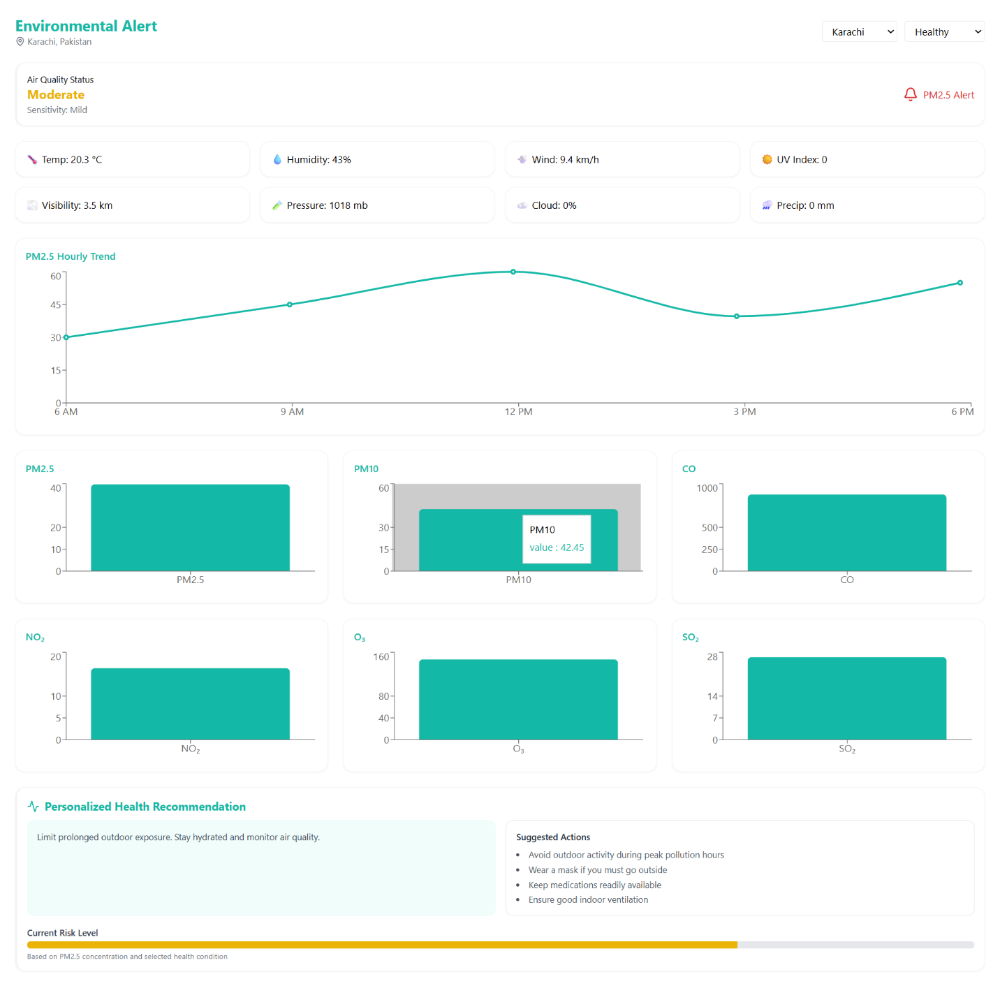 Environmental Alert
Karachi, Pakistan
Karachi
Healthy
Air Quality Status
Moderate
Sensitivity: Mild
PM2.5 Alert
Temp: 20.3 °C
Humidity: 43%
Wind: 9.4 km/h
UV Index: 0
Visibility: 3.5 km
Pressure: 1018 mb
Cloud: 0%
Precip: 0 mm
PM2.5 Hourly Trend
60
45
30
15
0
6 AM
9 AM
12 PM
3 PM
6 PM
PM2.5
40
20
10
0
PM2.5
PM10
60
30
15
0
PM10
value : 42.45
PM10
CO
1000
500
250
0
CO
NO₂
20
10
5
0
NO₂
O₃
160
80
40
0
O₃
SO₂
28
14
7
0
SO₂
Personalized Health Recommendation
Limit prolonged outdoor exposure. Stay hydrated and monitor air quality.
Suggested Actions
• Avoid outdoor activity during peak pollution hours
• Wear a mask if you must go outside
• Keep medications readily available
• Ensure good indoor ventilation
Current Risk Level
Based on PM2.5 concentration and selected health condition